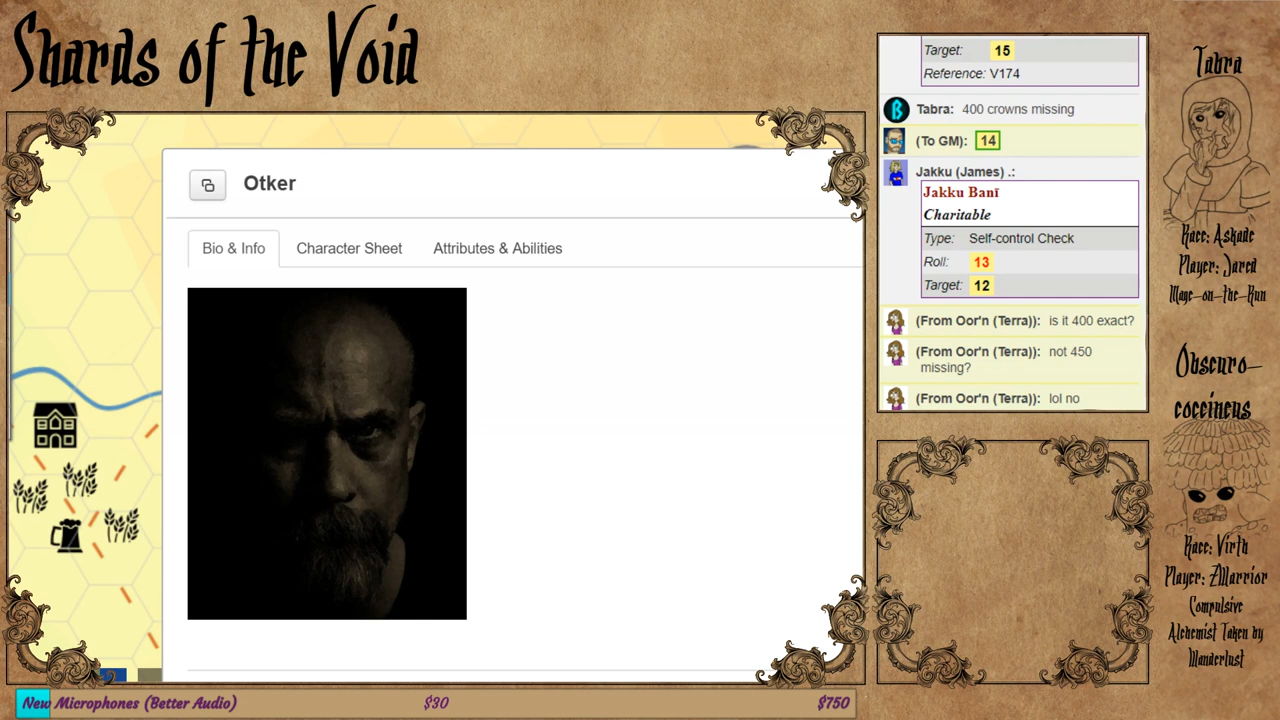 Shards of the Void
Otker
Bio & Info
Character Sheet
Attributes & Abilities
Target: 15
Reference: V174
Tabra: 400 crowns missing
(To GM): 14
Jakku (James) .:
Jakku Banī
Charitable
Type: Self-control Check
Roll: 13
Target: 12
(From Oor'n (Terra)): is it 400 exact?
(From Oor'n (Terra)): not 450
missing?
(From Oor'n (Terra)): lol no
Tabra
Race: Askade
Player: Jared
Mage-on-the-Run
Obscuro-
coccineus
Race: Virth
Player: ZWarrior
Compulsive
Alchemist Taken by
Wanderlust
New Microphones (Better Audio) $30 $750